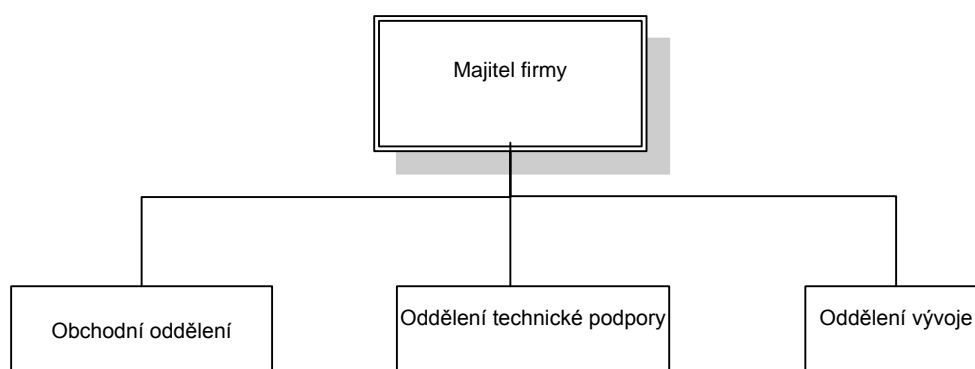 Majitel firmy
Obchodní oddělení
Oddělení technické podpory
Oddělení vývoje